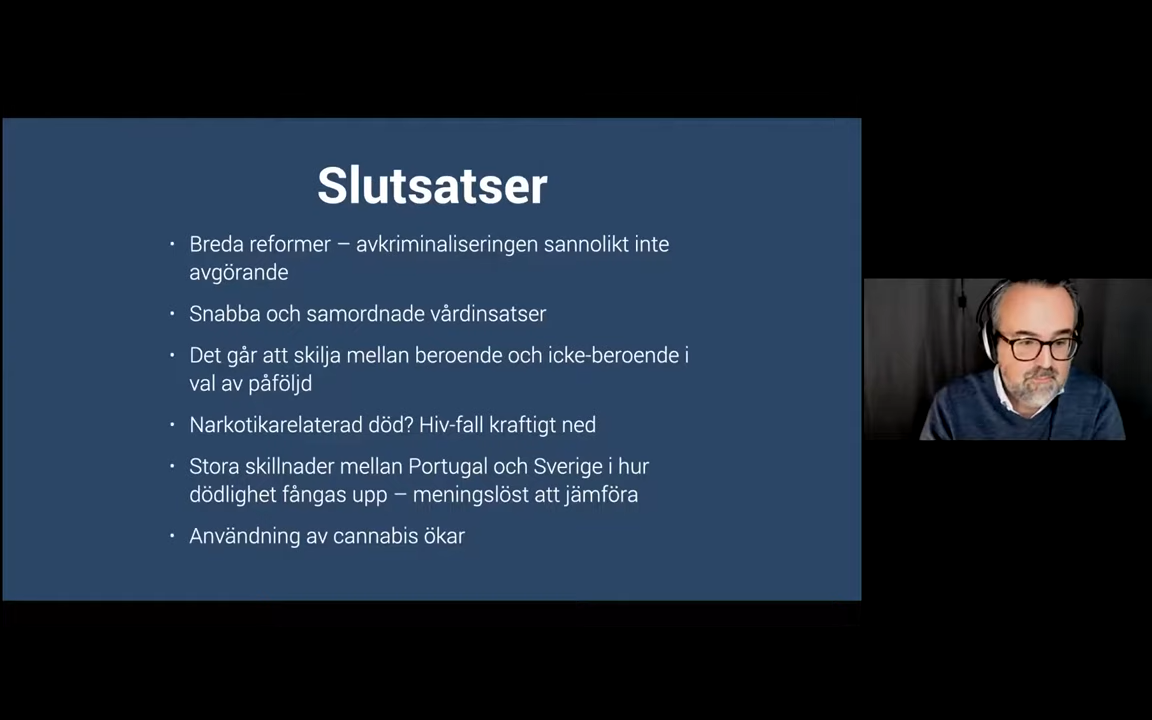 Slutsatser
· Breda reformer – avkriminaliseringen sannolikt inte
avgörande
· Snabba och samordnade vårdinsatser
· Det går att skilja mellan beroende och icke-beroende i
val av påföljd
· Narkotikarelaterad död? Hiv-fall kraftigt ned
· Stora skillnader mellan Portugal och Sverige i hur
dödlighet fångas upp – meningslöst att jämföra
· Användning av cannabis ökar